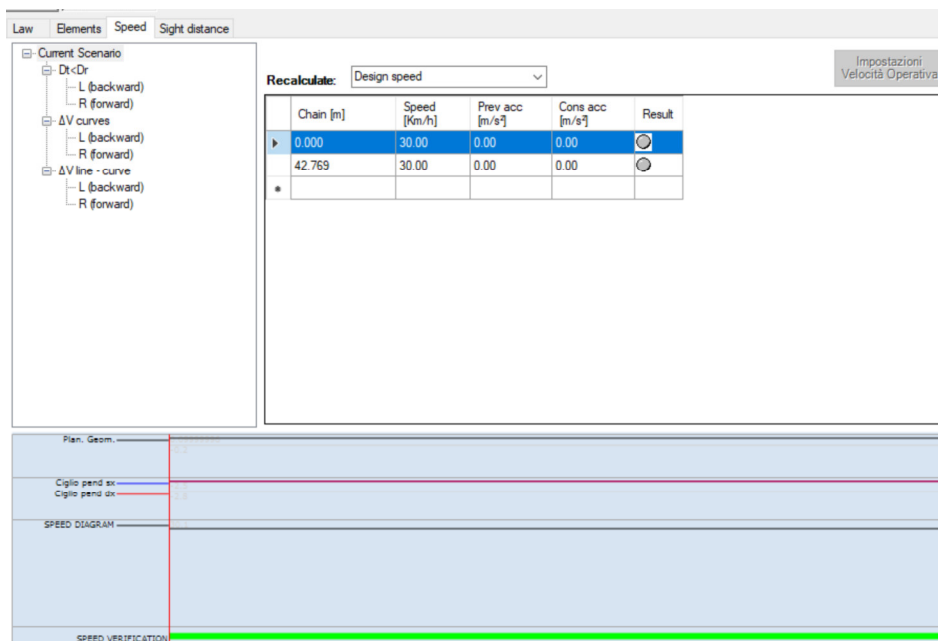 Law Elements Speed Sight distance
Current Scenario
Dt<Dr
L (backward)
R (forward)
ΔV curves
L (backward)
R (forward)
ΔV line - curve
L (backward)
R (forward)
Recalculate: Design speed
Impostazioni
Velocità Operativa
Chain [m] Speed [Km/h] Prev acc [m/s²] Cons acc [m/s²] Result
0.000 30.00 0.00 0.00
42.769 30.00 0.00 0.00
Plan. Geom.
Ciglio pend sx
Ciglio pend dx
SPEED DIAGRAM
SPEED VERIFICATION